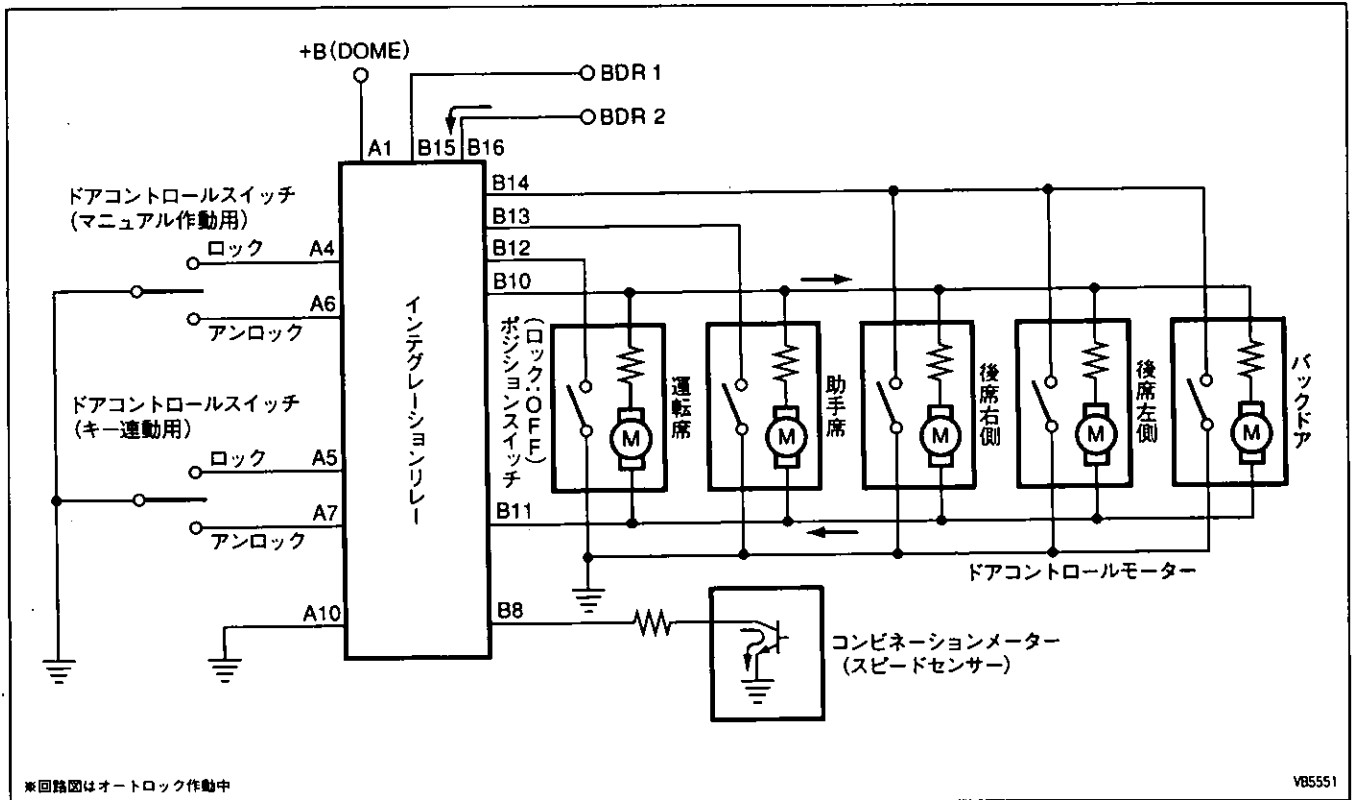 +B(DOME)
BDR 1
BDR 2
A1
B15
B16
ドアコントロールスイッチ
(マニュアル作動用)
ロック
A4
A6
アンロック
ドアコントロールスイッチ
(キー連動用)
ロック
A5
A7
アンロック
A10
インテグレーションリレー
B14
B13
B12
B10
B11
B8
ポジションスイッチ
(ロック:OFF)
M
運転席
M
助手席
M
後席右側
M
後席左側
M
バックドア
ドアコントロールモーター
コンビネーションメーター
(スピードセンサー)
※回路図はオートロック作動中
VB5551